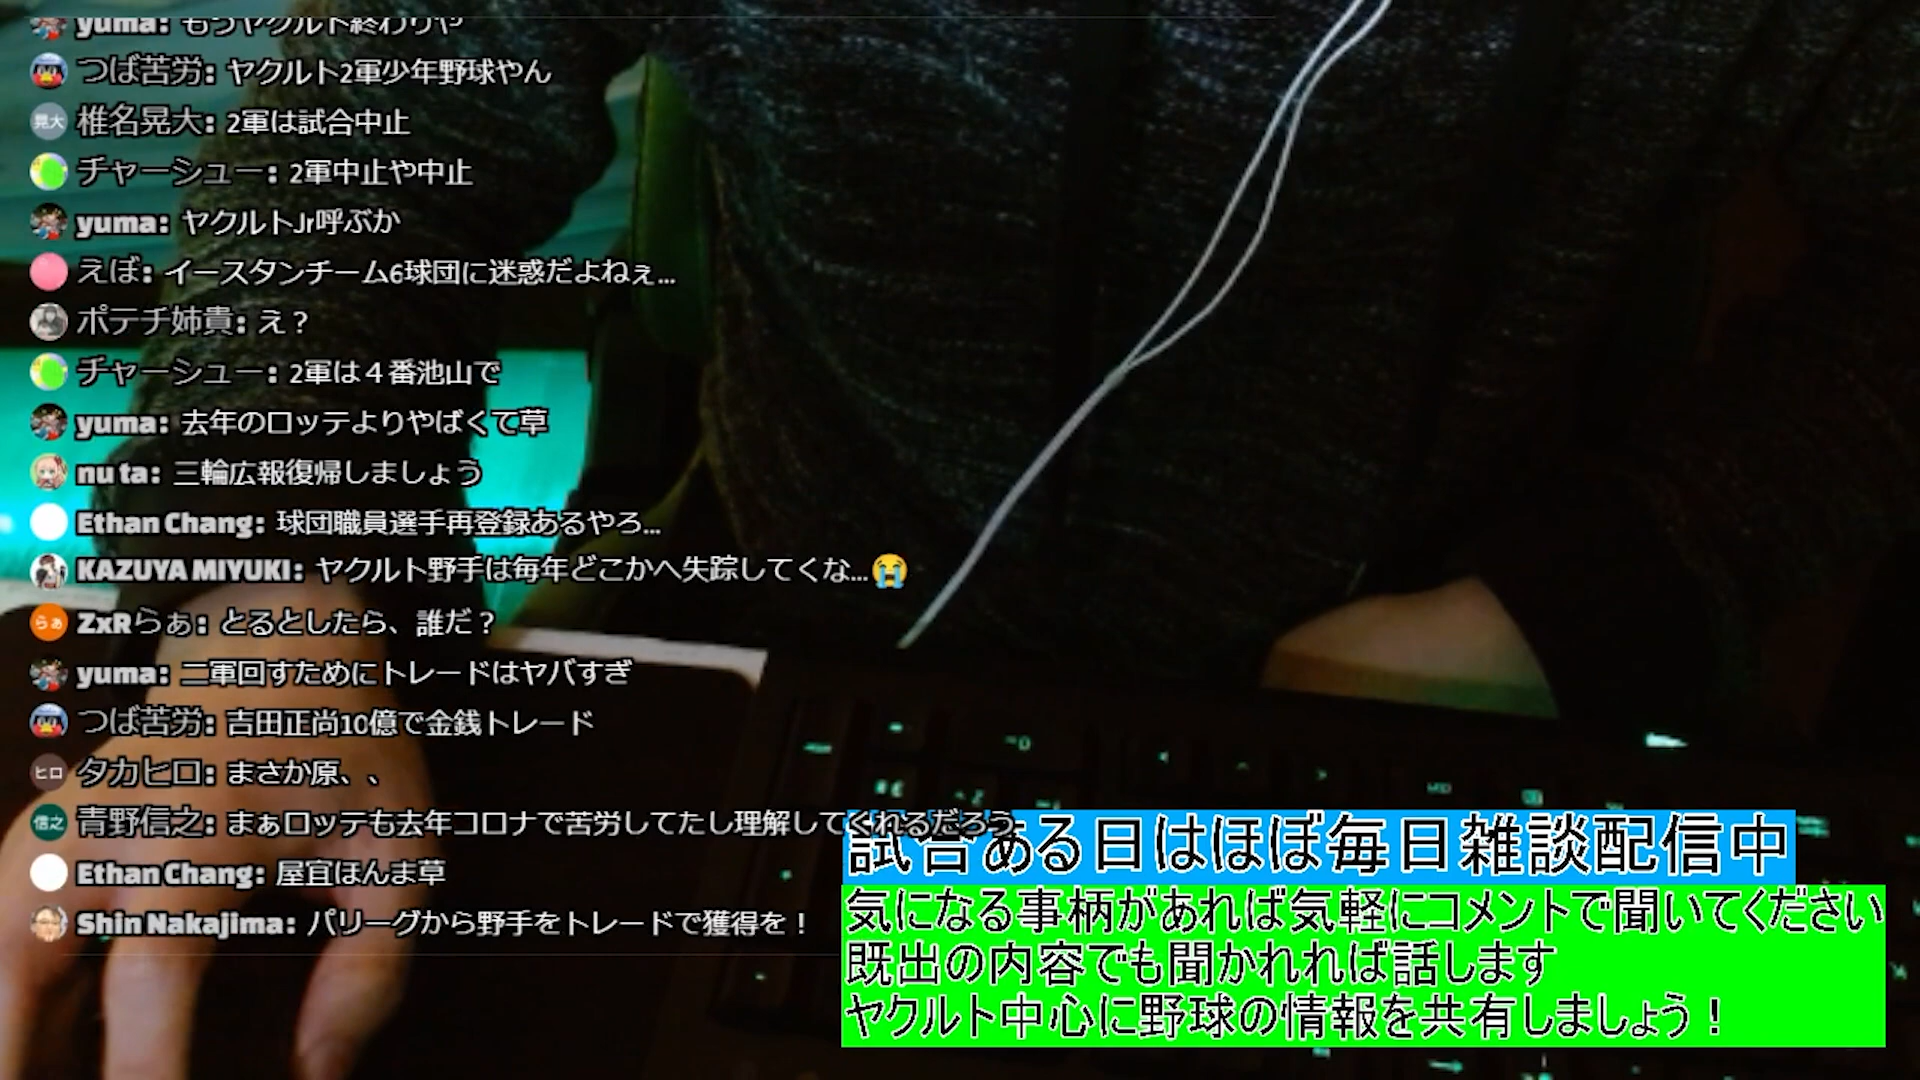 yuma: もうヤクルト終わりや
つば苦労: ヤクルト2軍少年野球やん
晃大 椎名晃大: 2軍は試合中止
チャーシュー: 2軍中止や中止
yuma: ヤクルトJr呼ぶか
えぼ: イースタンチーム6球団に迷惑だよねぇ...
ポテチ姉貴: え？
チャーシュー: 2軍は４番池山で
yuma: 去年のロッテよりやばくて草
nu ta: 三輪広報復帰しましょう
Ethan Chang: 球団職員選手再登録あるやろ...
KAZUYA MIYUKI: ヤクルト野手は毎年どこかへ失踪してくな...😭
らぁ ZxRらぁ: とるとしたら、誰だ？
yuma: 二軍回すためにトレードはヤバすぎ
つば苦労: 吉田正尚10億で金銭トレード
ヒロ タカヒロ: まさか原、、
信之 青野信之: まぁロッテも去年コロナで苦労してたし理解してくれるだろう
Ethan Chang: 屋宜ほんま草
Shin Nakajima: パリーグから野手をトレードで獲得を！
試合ある日はほぼ毎日雑談配信中
気になる事柄があれば気軽にコメントで聞いてください
既出の内容でも聞かれれば話します
ヤクルト中心に野球の情報を共有しましょう！